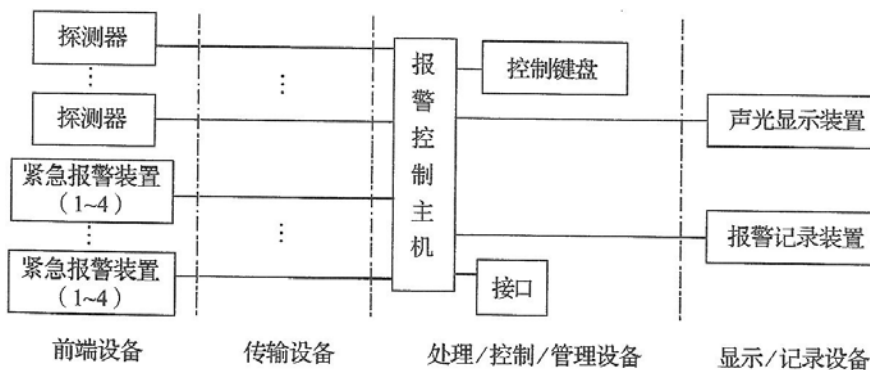 探测器
探测器
紧急报警装置
(1~4)
紧急报警装置
(1~4)
报警控制主机
控制键盘
接口
声光显示装置
报警记录装置
前端设备
传输设备
处理/控制/管理设备
显示/记录设备